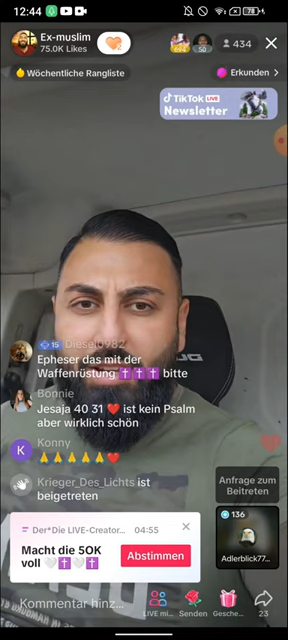 12:44
78
Ex-muslim
75.0K Likes
694
50
434
Wöchentliche Rangliste
Erkunden >
TikTok LIVE
Newsletter
15 Diesel0982
Epheser das mit der
Waffenrüstung ✝️✝️✝️ bitte
Bonnie
Jesaja 40 31 ❤️ ist kein Psalm
aber wirklich schön
K
Konny
🙏🙏🙏🙏🙏❤️
Krieger_Des_Lichts ist
beigetreten
Anfrage zum
Beitreten
136
Adlerblick77...
Der*Die LIVE-Creator... 04:55
Macht die 50K
voll 🤍✝️🤍✝️
Abstimmen
Kommentar hinz...
LIVE mi...
Senden
Gesche...
23